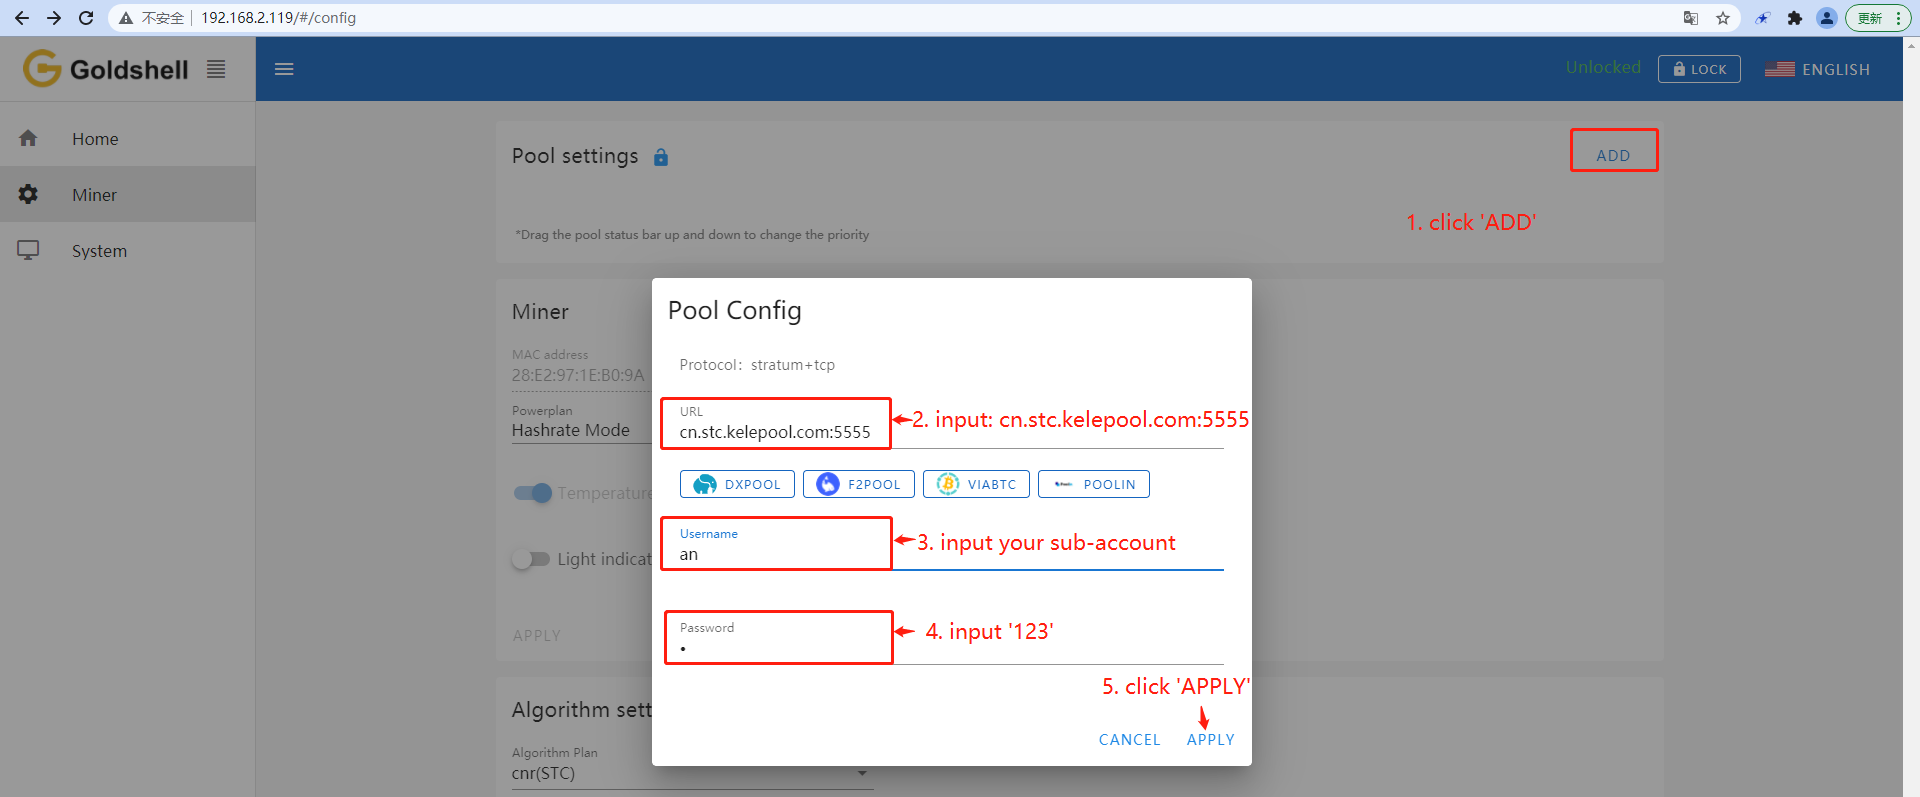 不安全 192.168.2.119/#/config
更新
Goldshell
Unlocked
LOCK
ENGLISH
Home
Miner
System
Pool settings
ADD
1. click 'ADD'
*Drag the pool status bar up and down to change the priority
Miner
MAC address
28:E2:97:1E:B0:9A
Powerplan
Hashrate Mode
Temperature
Light indicat
APPLY
Algorithm sett
Algorithm Plan
cnr(STC)
Pool Config
Protocol: stratum+tcp
URL
cn.stc.kelepool.com:5555
2. input: cn.stc.kelepool.com:5555
DXPOOL
F2POOL
VIABTC
POOLIN
Username
an
3. input your sub-account
Password
•
4. input '123'
5. click 'APPLY'
CANCEL
APPLY